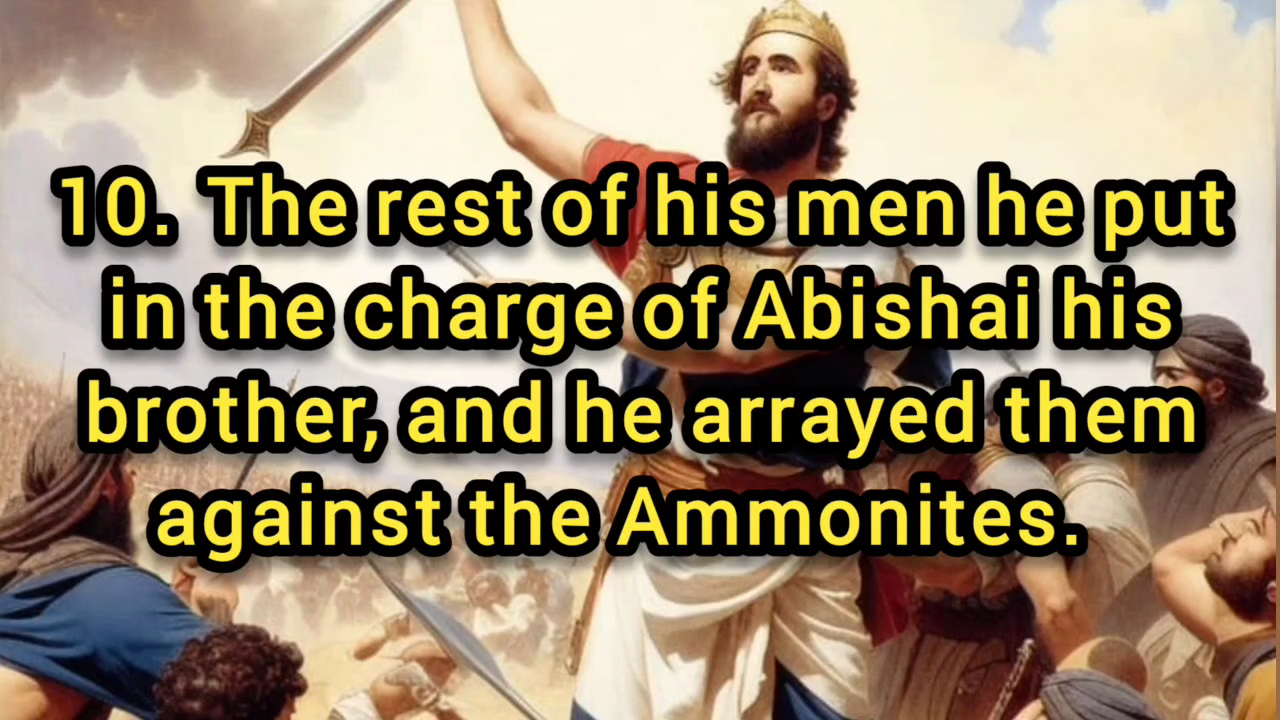 10. The rest of his men he put
in the charge of Abishai his
brother, and he arrayed them
against the Ammonites.